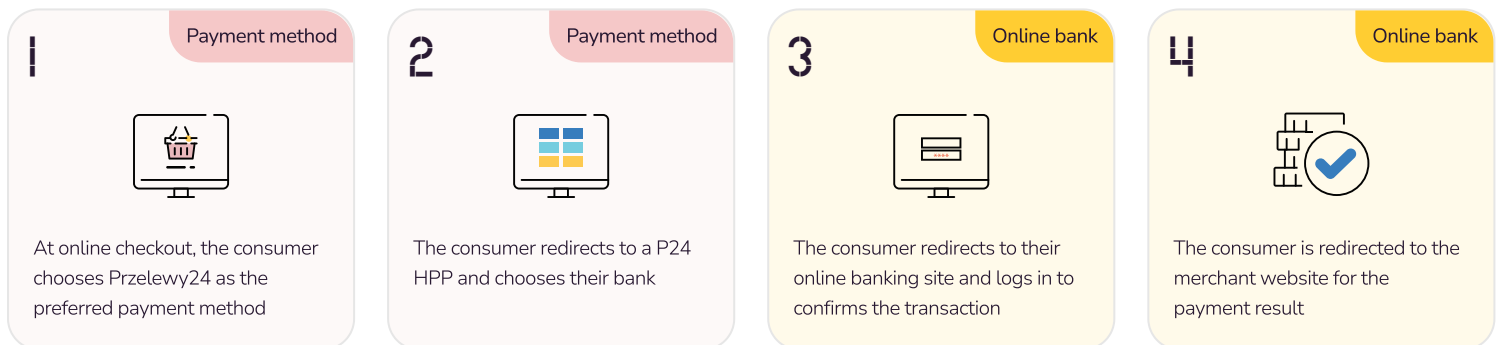 1
Payment method
At online checkout, the consumer
chooses Przelewy24 as the
preferred payment method
2
Payment method
The consumer redirects to a P24
HPP and chooses their bank
3
Online bank
****
The consumer redirects to their
online banking site and logs in to
confirms the transaction
4
Online bank
The consumer is redirected to the
merchant website for the
payment result